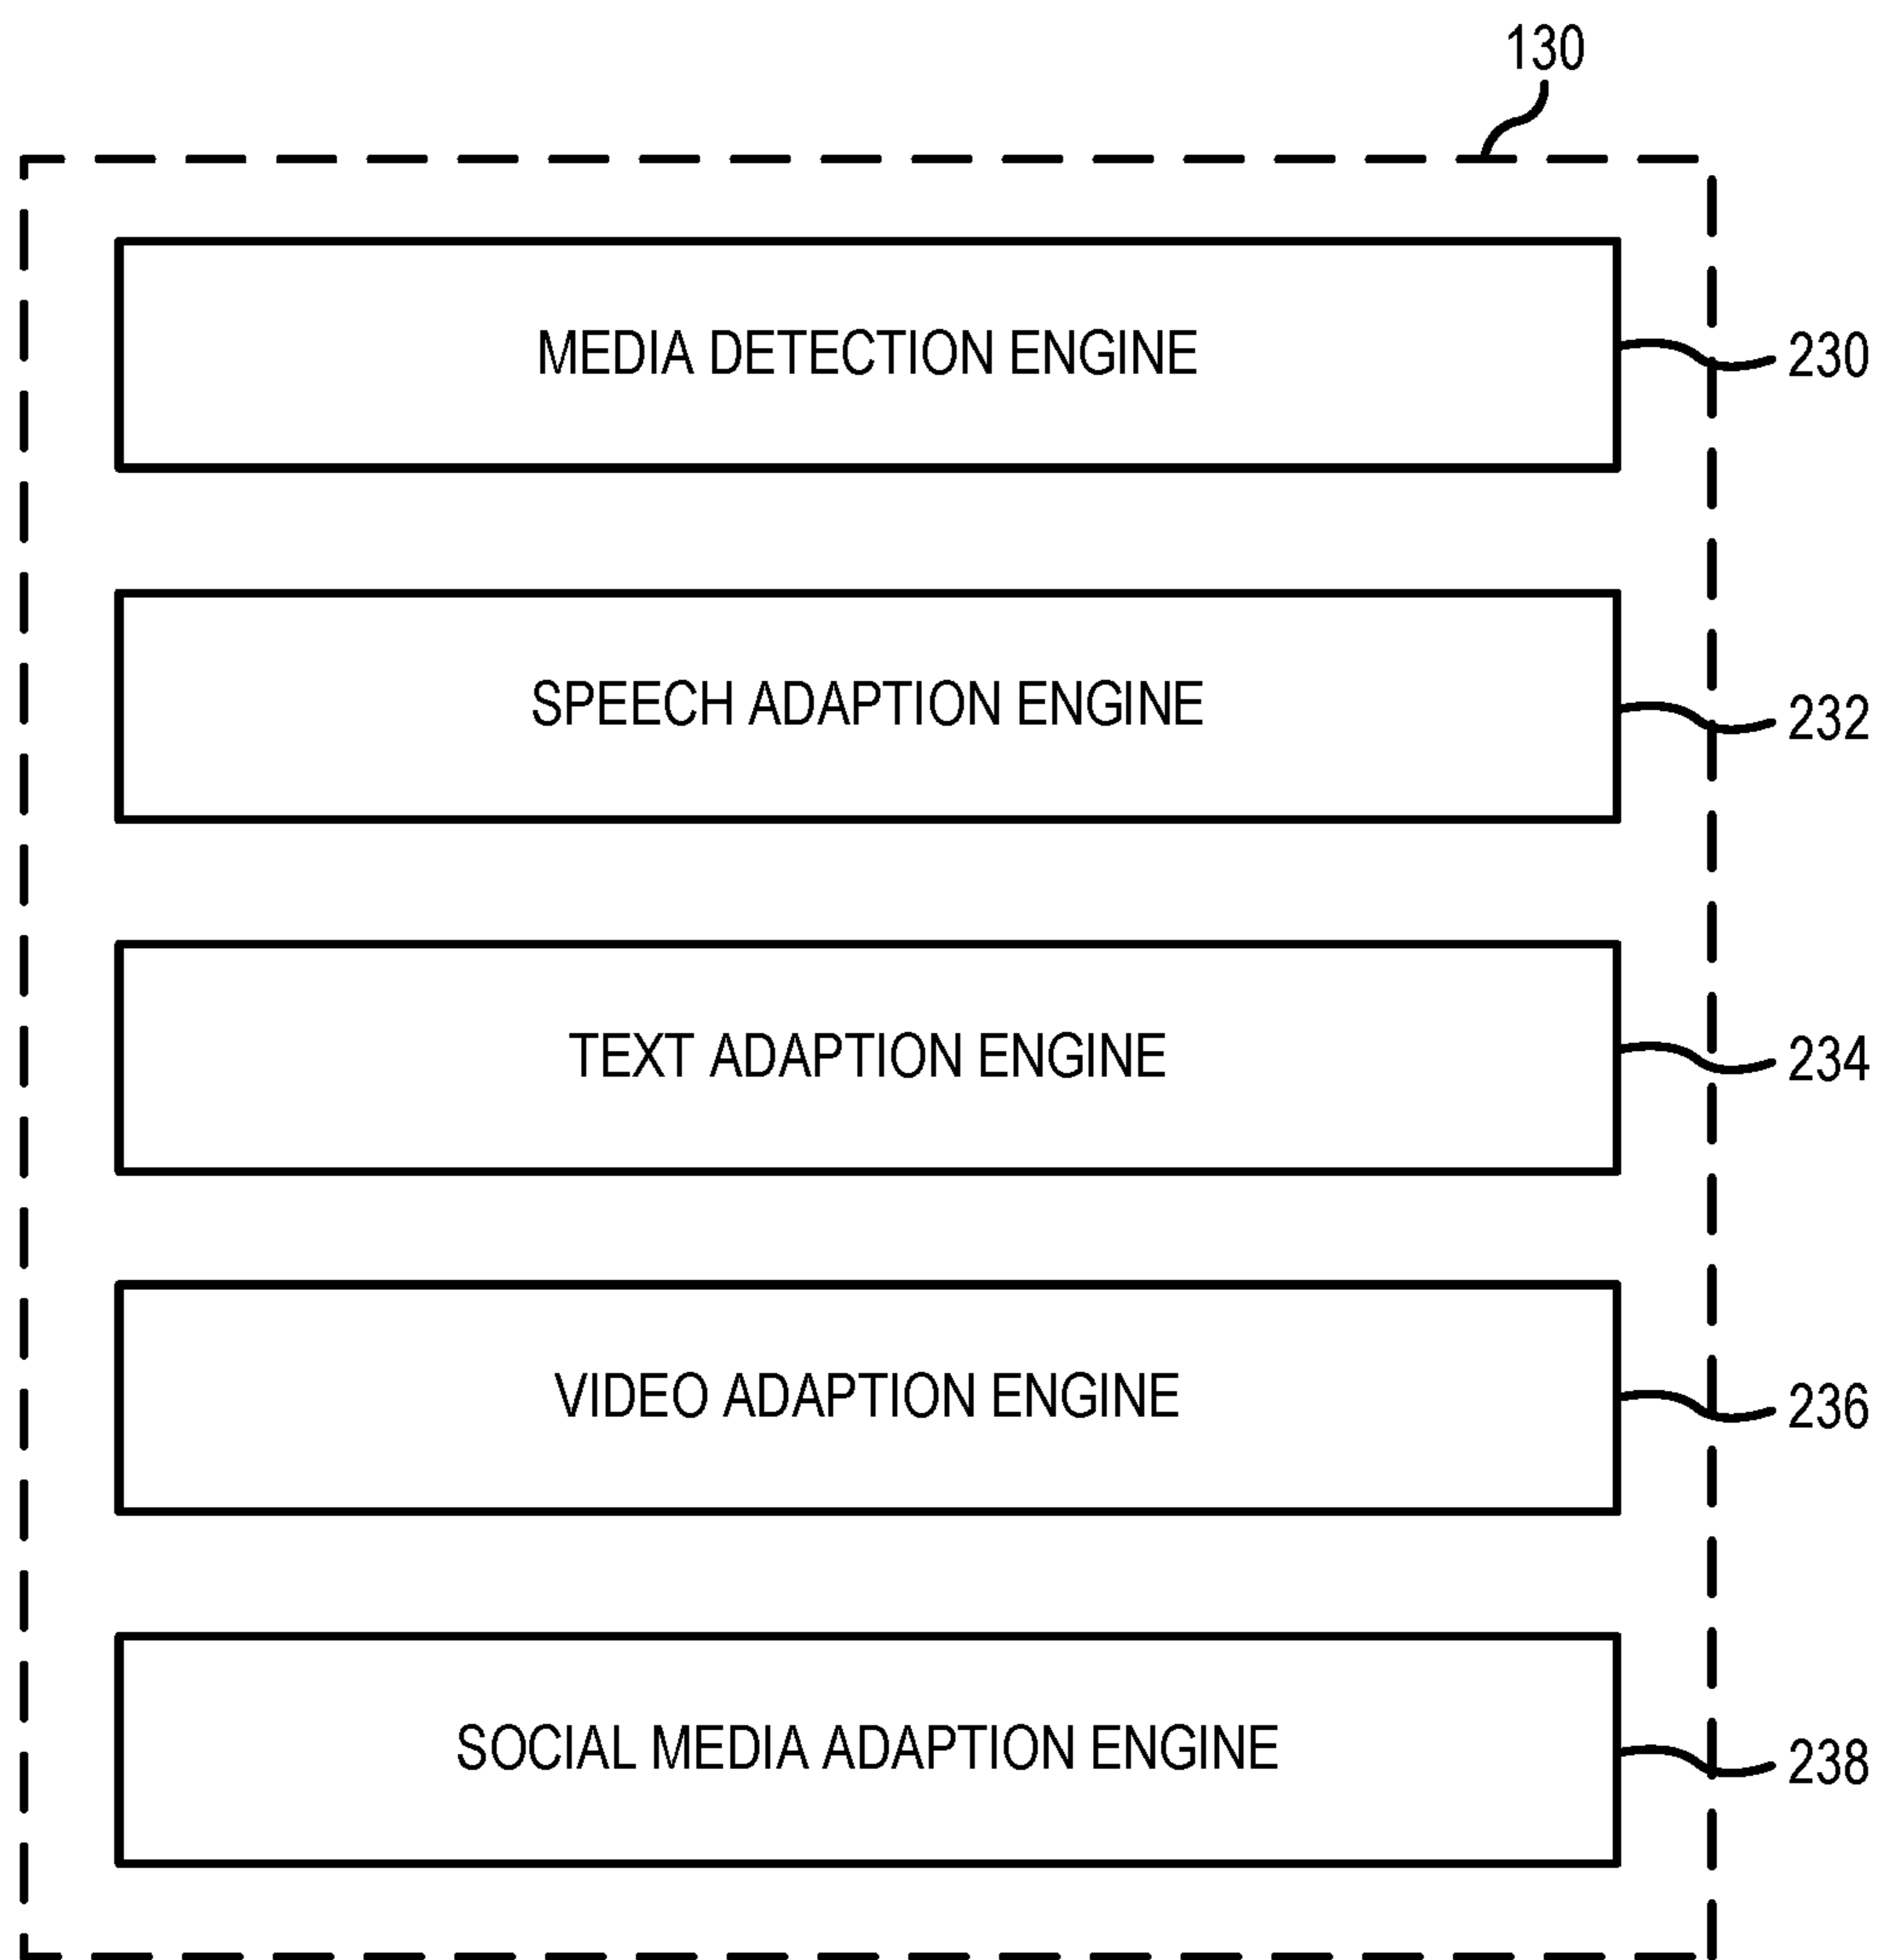 130
MEDIA DETECTION ENGINE
230
SPEECH ADAPTION ENGINE
232
TEXT ADAPTION ENGINE
234
VIDEO ADAPTION ENGINE
236
SOCIAL MEDIA ADAPTION ENGINE
238